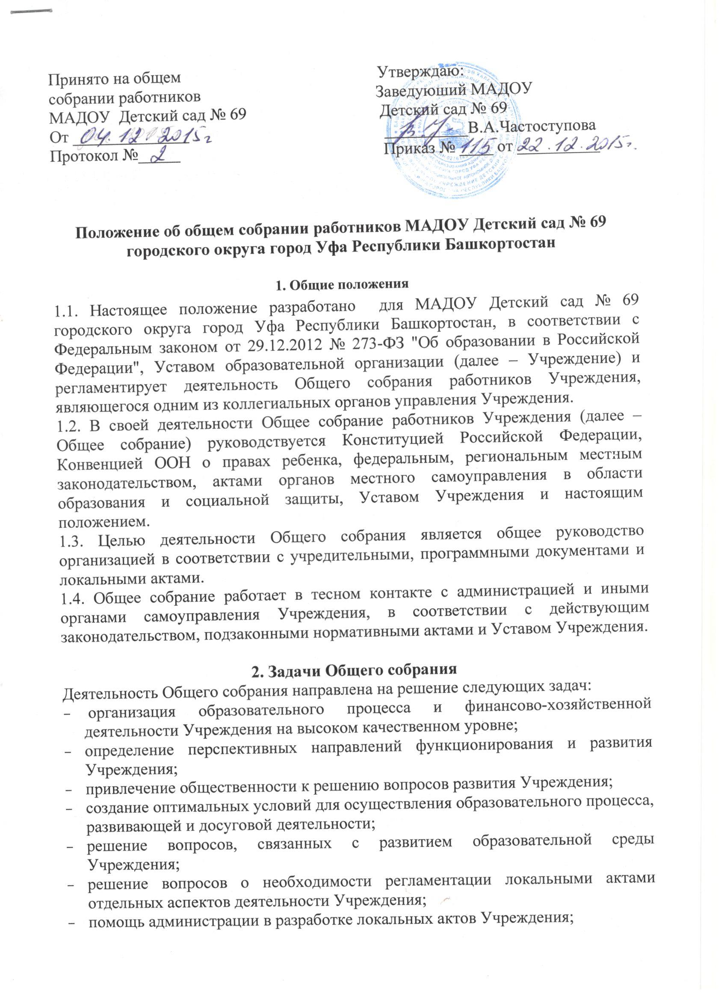 Принято на общем
собрании работников
МАДОУ Детский сад № 69
От 04.12.2015г
Протокол № 2
Утверждаю:
Заведующий МАДОУ
Детский сад № 69
В.А.Частоступова
Приказ № 115 от 22.12.2015г.
Положение об общем собрании работников МАДОУ Детский сад № 69
городского округа город Уфа Республики Башкортостан
1. Общие положения
1.1. Настоящее положение разработано для МАДОУ Детский сад № 69
городского округа город Уфа Республики Башкортостан, в соответствии с
Федеральным законом от 29.12.2012 № 273-ФЗ "Об образовании в Российской
Федерации", Уставом образовательной организации (далее – Учреждение) и
регламентирует деятельность Общего собрания работников Учреждения,
являющегося одним из коллегиальных органов управления Учреждения.
1.2. В своей деятельности Общее собрание работников Учреждения (далее –
Общее собрание) руководствуется Конституцией Российской Федерации,
Конвенцией ООН о правах ребенка, федеральным, региональным местным
законодательством, актами органов местного самоуправления в области
образования и социальной защиты, Уставом Учреждения и настоящим
положением.
1.3. Целью деятельности Общего собрания является общее руководство
организацией в соответствии с учредительными, программными документами и
локальными актами.
1.4. Общее собрание работает в тесном контакте с администрацией и иными
органами самоуправления Учреждения, в соответствии с действующим
законодательством, подзаконными нормативными актами и Уставом Учреждения.
2. Задачи Общего собрания
Деятельность Общего собрания направлена на решение следующих задач:
– организация образовательного процесса и финансово-хозяйственной
деятельности Учреждения на высоком качественном уровне;
– определение перспективных направлений функционирования и развития
Учреждения;
– привлечение общественности к решению вопросов развития Учреждения;
– создание оптимальных условий для осуществления образовательного процесса,
развивающей и досуговой деятельности;
– решение вопросов, связанных с развитием образовательной среды
Учреждения;
– решение вопросов о необходимости регламентации локальными актами
отдельных аспектов деятельности Учреждения;
– помощь администрации в разработке локальных актов Учреждения;